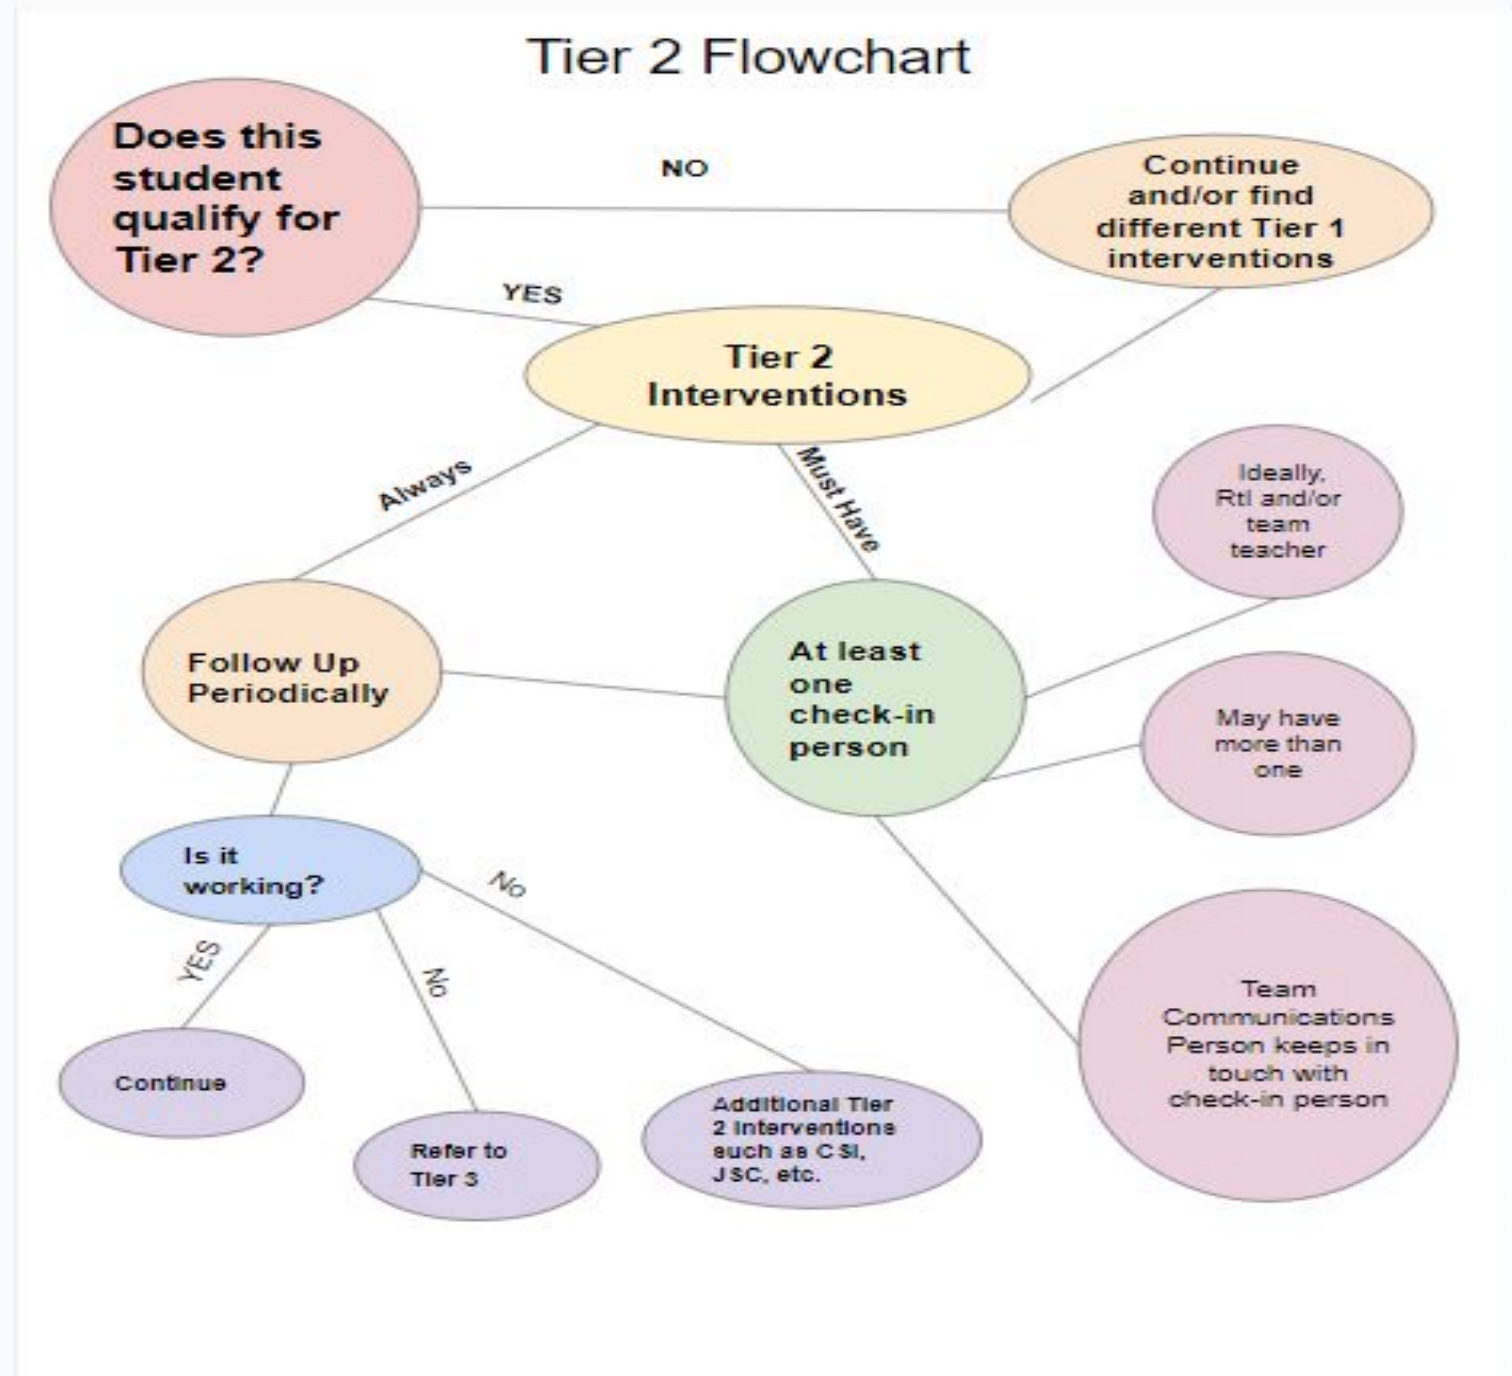 Tier 2 Flowchart
Does this
student
qualify for
Tier 2?
NO
Continue
and/or find
different Tier 1
interventions
YES
Tier 2
Interventions
Always
Must Have
Ideally,
RtI and/or
team
teacher
Follow Up
Periodically
At least
one
check-in
person
May have
more than
one
Is it
working?
No
YES
No
Team
Communications
Person keeps in
touch with
check-in person
Continue
Refer to
Tier 3
Additional Tier
2 Interventions
such as CSI,
JSC, etc.